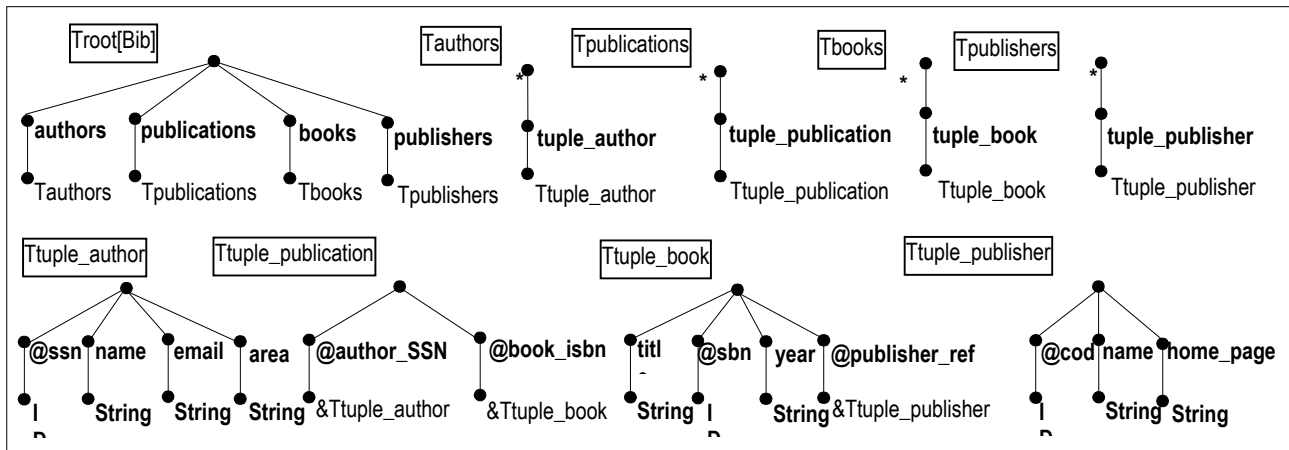 Troot[Bib] Tauthors Tpublications Tbooks Tpublishers
* * * *
authors publications books publishers tuple_author tuple_publication tuple_book tuple_publisher
Tauthors Tpublications Tbooks Tpublishers Ttuple_author Ttuple_publication Ttuple_book Ttuple_publisher
Ttuple_author Ttuple_publication Ttuple_book Ttuple_publisher
@ssn name email area @author_SSN @book_isbn titl @sbn year @publisher_ref @cod name home_page
I String String String &Ttuple_author &Ttuple_book String I String &Ttuple_publisher I String String